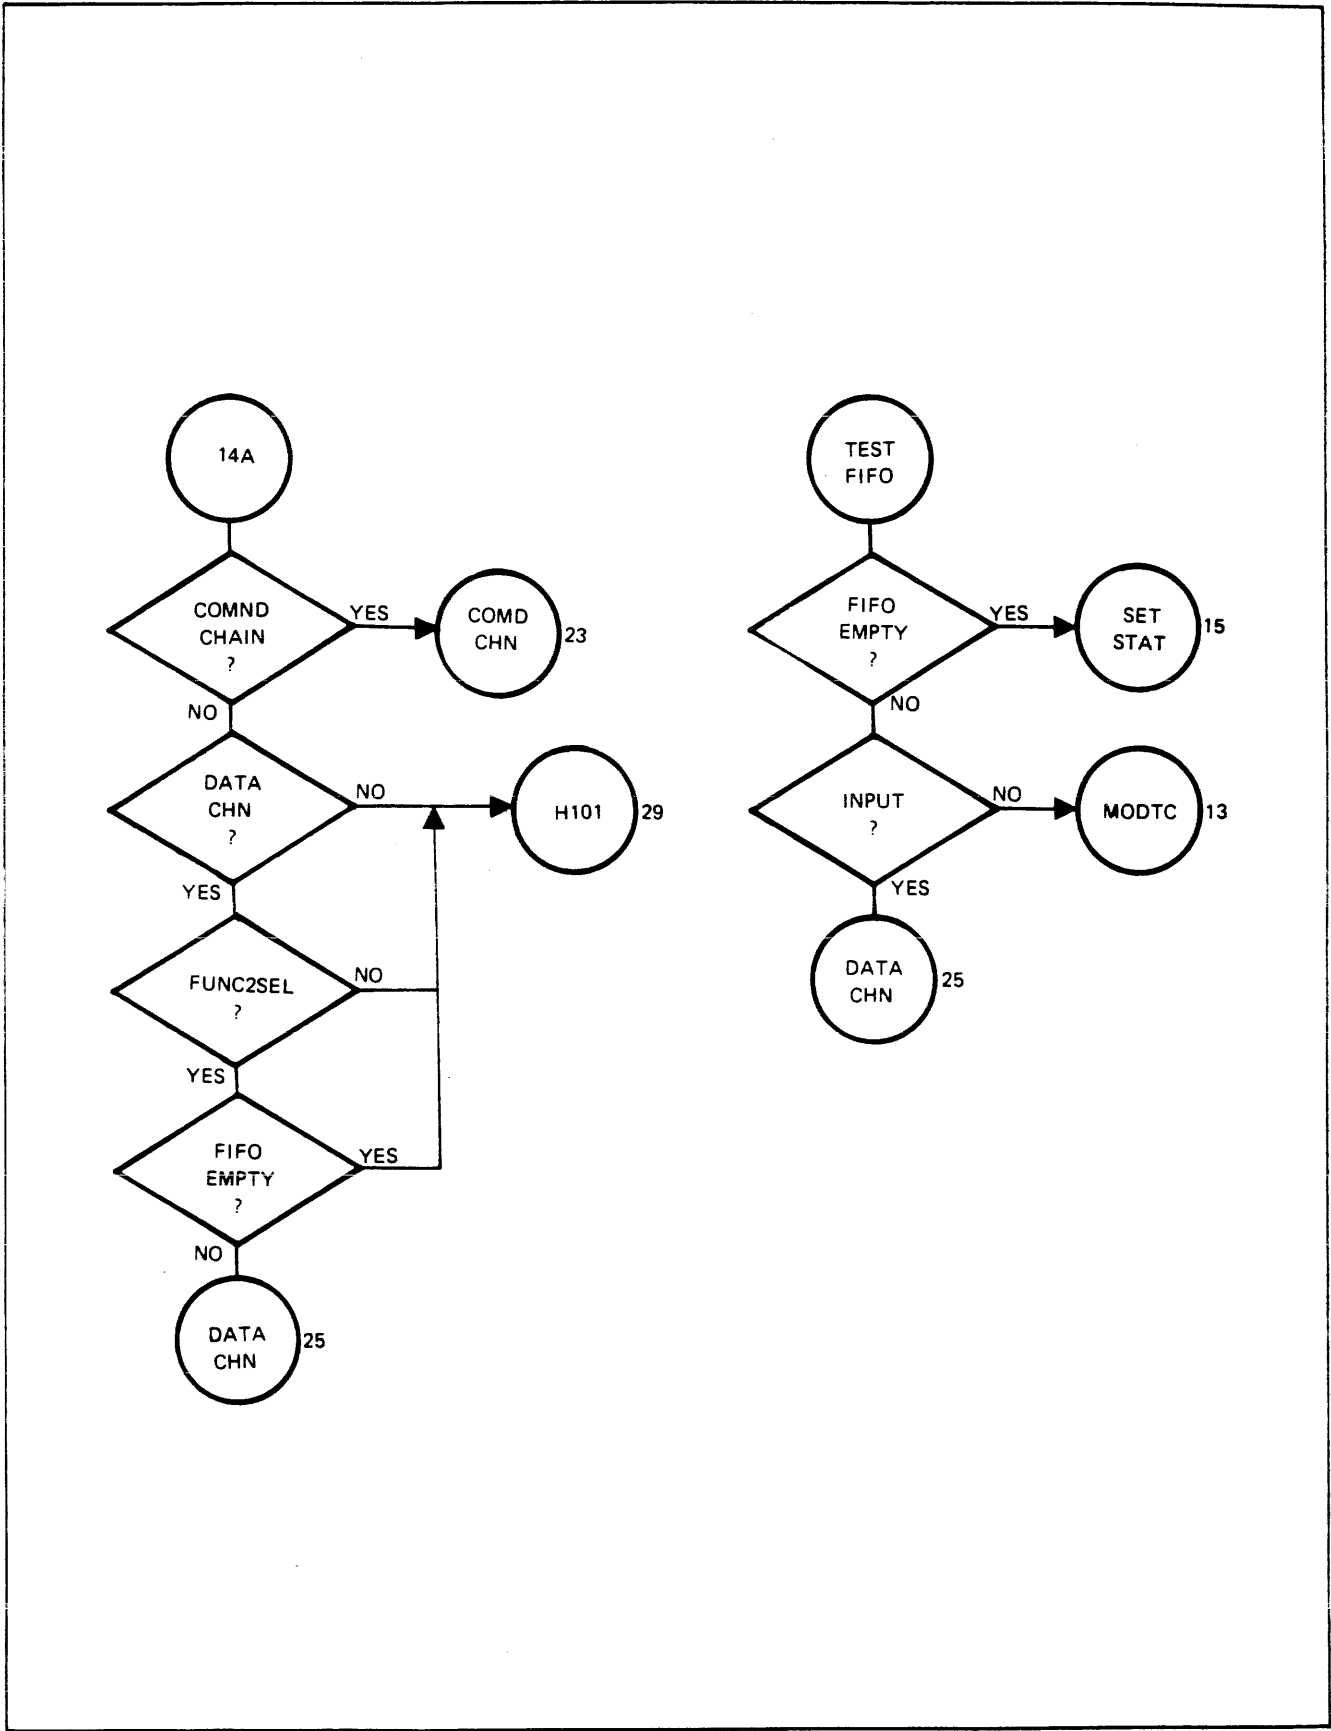 14A
COMND
CHAIN
?
YES
COMD
CHN
23
NO
DATA
CHN
?
NO
H101
29
YES
FUNC2SEL
?
NO
YES
FIFO
EMPTY
?
YES
NO
DATA
CHN
25
TEST
FIFO
FIFO
EMPTY
?
YES
SET
STAT
15
NO
INPUT
?
NO
MODTC
13
YES
DATA
CHN
25